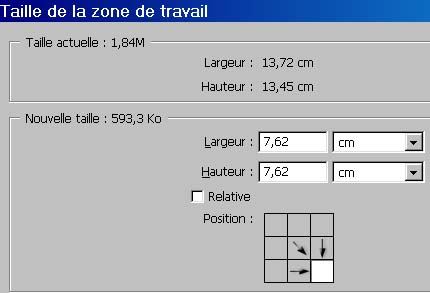 Taille de la zone de travail
Taille actuelle : 1,84M
Largeur : 13,72 cm
Hauteur : 13,45 cm
Nouvelle taille : 593,3 Ko
Largeur : 7,62 cm
Hauteur : 7,62 cm
Relative
Position :